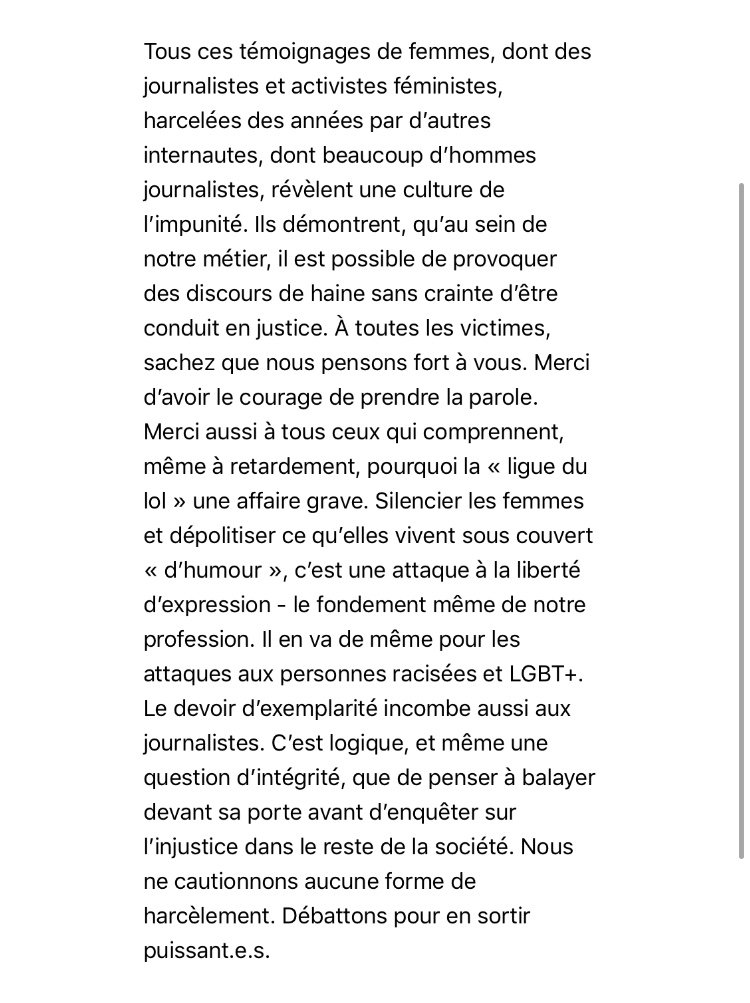 Tous ces témoignages de femmes, dont des
journalistes et activistes féministes,
harcelées des années par d’autres
internautes, dont beaucoup d’hommes
journalistes, révèlent une culture de
l’impunité. Ils démontrent, qu’au sein de
notre métier, il est possible de provoquer
des discours de haine sans crainte d’être
conduit en justice. À toutes les victimes,
sachez que nous pensons fort à vous. Merci
d’avoir le courage de prendre la parole.
Merci aussi à tous ceux qui comprennent,
même à retardement, pourquoi la « ligue du
lol » une affaire grave. Silencier les femmes
et dépolitiser ce qu’elles vivent sous couvert
« d’humour », c’est une attaque à la liberté
d’expression - le fondement même de notre
profession. Il en va de même pour les
attaques aux personnes racisées et LGBT+.
Le devoir d’exemplarité incombe aussi aux
journalistes. C’est logique, et même une
question d’intégrité, que de penser à balayer
devant sa porte avant d’enquêter sur
l’injustice dans le reste de la société. Nous
ne cautionnons aucune forme de
harcèlement. Débattons pour en sortir
puissant.e.s.